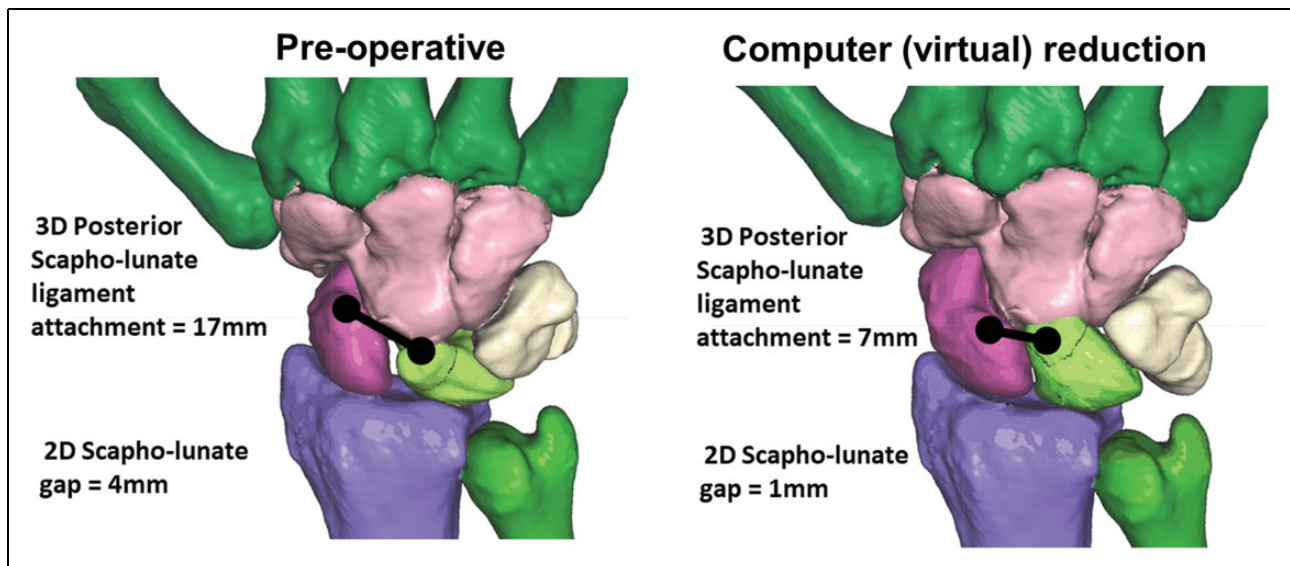 Pre-operative
3D Posterior
Scapho-lunate
ligament
attachment = 17mm
2D Scapho-lunate
gap = 4mm
Computer (virtual) reduction
3D Posterior
Scapho-lunate
ligament
attachment = 7mm
2D Scapho-lunate
gap = 1mm